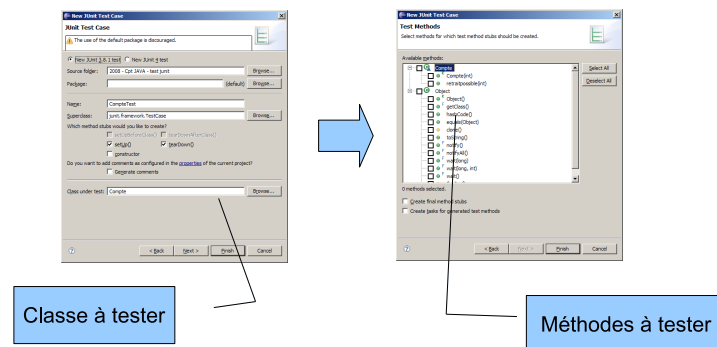 New JUnit Test Case
JUnit Test Case
The use of the default package is discouraged.
New JUnit 3.8.1 test New JUnit 4 test
Source folder: 2008 - Cpt JAVA - test junit Browse...
Package: (default) Browse...
Name: CompteTest
Superclass: junit.framework.TestCase Browse...
Which method stubs would you like to create?
setUpBeforeClass() tearDownAfterClass()
setUp() tearDown()
constructor
Do you want to add comments as configured in the properties of the current project?
Generate comments
Class under test: Compte Browse...
< Back Next > Finish Cancel
Classe à tester
New JUnit Test Case
Test Methods
Select methods for which test method stubs should be created.
Available methods:
Compte
Compte(int)
retraitpossible(int)
Object
Object()
getClass()
hashCode()
equals(Object)
clone()
toString()
notify()
notifyAll()
wait(long)
wait(long, int)
wait()
Select All
Deselect All
0 methods selected.
Create final method stubs
Create tasks for generated test methods
< Back Next > Finish Cancel
Méthodes à tester